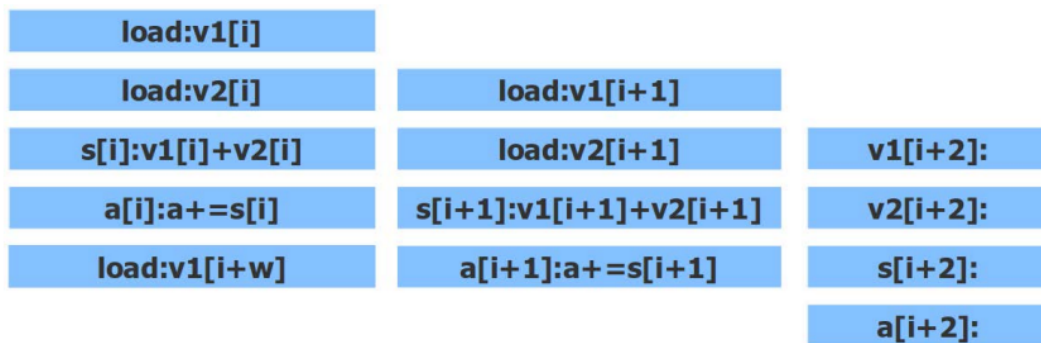 load:v1[i]
load:v2[i] load:v1[i+1]
s[i]:v1[i]+v2[i] load:v2[i+1] v1[i+2]:
a[i]:a+=s[i] s[i+1]:v1[i+1]+v2[i+1] v2[i+2]:
load:v1[i+w] a[i+1]:a+=s[i+1] s[i+2]:
a[i+2]: